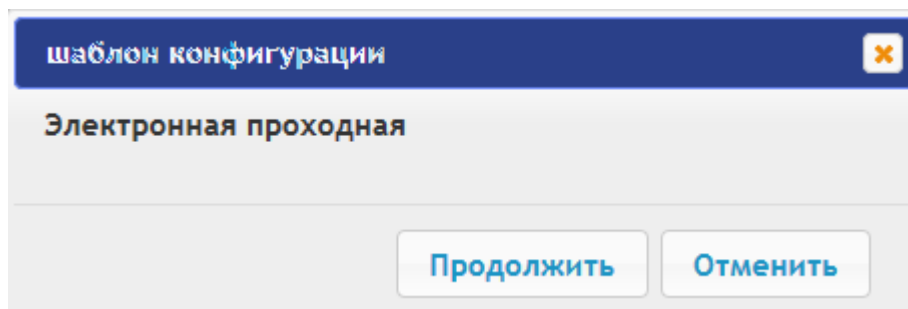 шаблон конфигурации
Электронная проходная
Продолжить Отменить